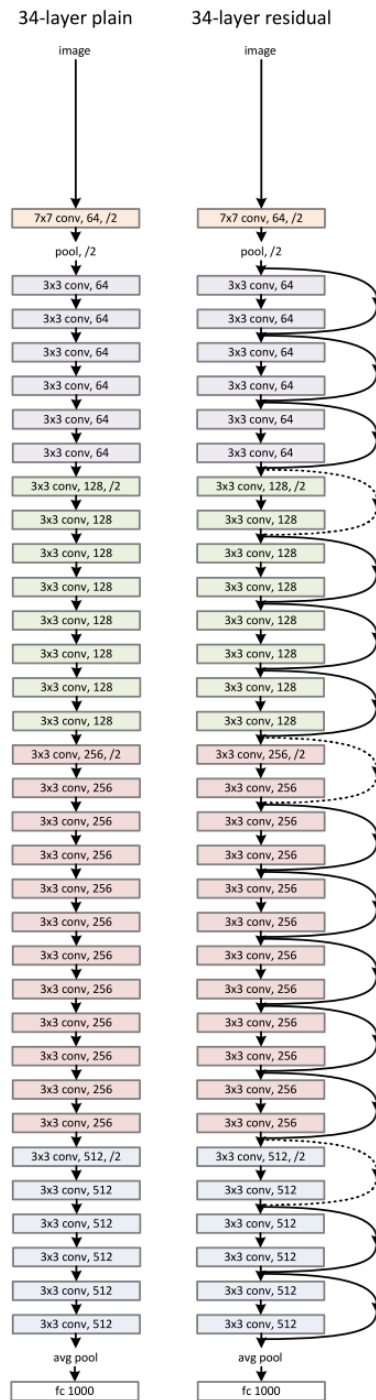 34-layer plain
image
7x7 conv, 64, /2
pool, /2
3x3 conv, 64
3x3 conv, 64
3x3 conv, 64
3x3 conv, 64
3x3 conv, 64
3x3 conv, 64
3x3 conv, 128, /2
3x3 conv, 128
3x3 conv, 128
3x3 conv, 128
3x3 conv, 128
3x3 conv, 128
3x3 conv, 128
3x3 conv, 128
3x3 conv, 256, /2
3x3 conv, 256
3x3 conv, 256
3x3 conv, 256
3x3 conv, 256
3x3 conv, 256
3x3 conv, 256
3x3 conv, 256
3x3 conv, 256
3x3 conv, 256
3x3 conv, 256
3x3 conv, 256
3x3 conv, 512, /2
3x3 conv, 512
3x3 conv, 512
3x3 conv, 512
3x3 conv, 512
3x3 conv, 512
avg pool
fc 1000
34-layer residual
image
7x7 conv, 64, /2
pool, /2
3x3 conv, 64
3x3 conv, 64
3x3 conv, 64
3x3 conv, 64
3x3 conv, 64
3x3 conv, 64
3x3 conv, 128, /2
3x3 conv, 128
3x3 conv, 128
3x3 conv, 128
3x3 conv, 128
3x3 conv, 128
3x3 conv, 128
3x3 conv, 128
3x3 conv, 256, /2
3x3 conv, 256
3x3 conv, 256
3x3 conv, 256
3x3 conv, 256
3x3 conv, 256
3x3 conv, 256
3x3 conv, 256
3x3 conv, 256
3x3 conv, 256
3x3 conv, 256
3x3 conv, 256
3x3 conv, 512, /2
3x3 conv, 512
3x3 conv, 512
3x3 conv, 512
3x3 conv, 512
3x3 conv, 512
avg pool
fc 1000